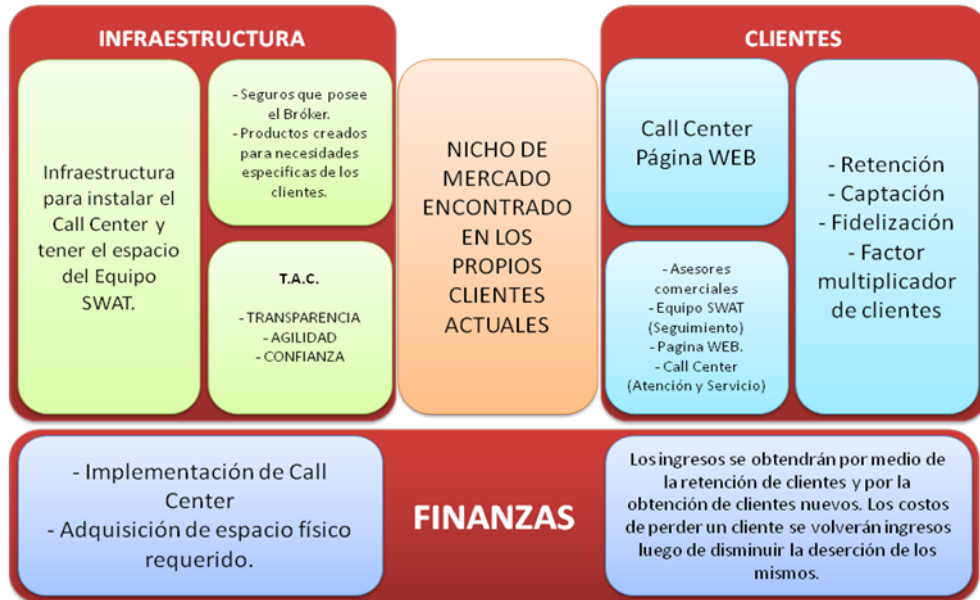 INFRAESTRUCTURA
Infraestructura
para instalar el
Call Center y
tener el espacio
del Equipo
SWAT.
- Seguros que posee
el Bróker.
- Productos creados
para necesidades
especificas de los
clientes.
T.A.C.
- TRANSPARENCIA
- AGILIDAD
- CONFIANZA
NICHO DE
MERCADO
ENCONTRADO
EN LOS
PROPIOS
CLIENTES
ACTUALES
CLIENTES
Call Center
Página WEB
- Asesores
comerciales
- Equipo SWAT
(Seguimiento)
- Pagina WEB.
- Call Center
(Atención y Servicio)
- Retención
- Captación
- Fidelización
- Factor
multiplicador
de clientes
- Implementación de Call
Center
- Adquisición de espacio físico
requerido.
FINANZAS
Los ingresos se obtendrán por medio de
la retención de clientes y por la
obtención de clientes nuevos. Los costos
de perder un cliente se volverán ingresos
luego de disminuir la deserción de los
mismos.